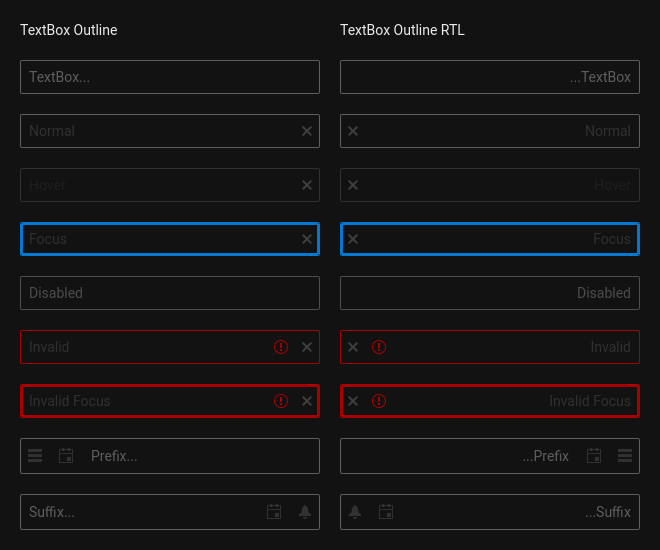 TextBox Outline
TextBox Outline RTL
TextBox...
...TextBox
Normal
Normal
Hover
Hover
Focus
Focus
Disabled
Disabled
Invalid
Invalid
Invalid Focus
Invalid Focus
Prefix...
...Prefix
Suffix...
...Suffix